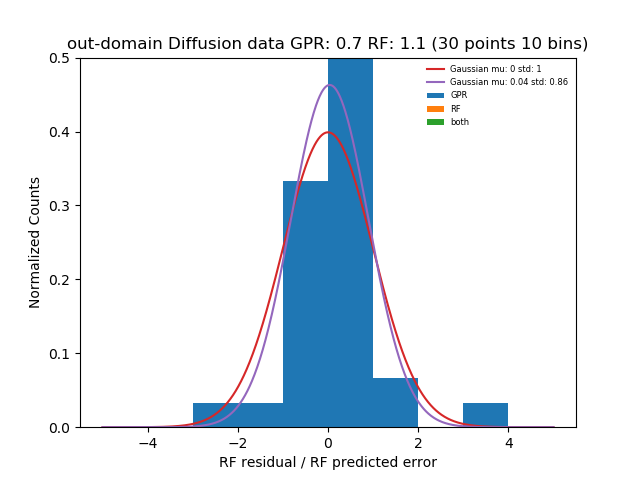 out-domain Diffusion data GPR: 0.7 RF: 1.1 (30 points 10 bins)
Gaussian mu: 0 std: 1
Gaussian mu: 0.04 std: 0.86
GPR
RF
both
Normalized Counts
0.5
0.4
0.3
0.2
0.1
0.0
−4
−2
0
2
4
RF residual / RF predicted error